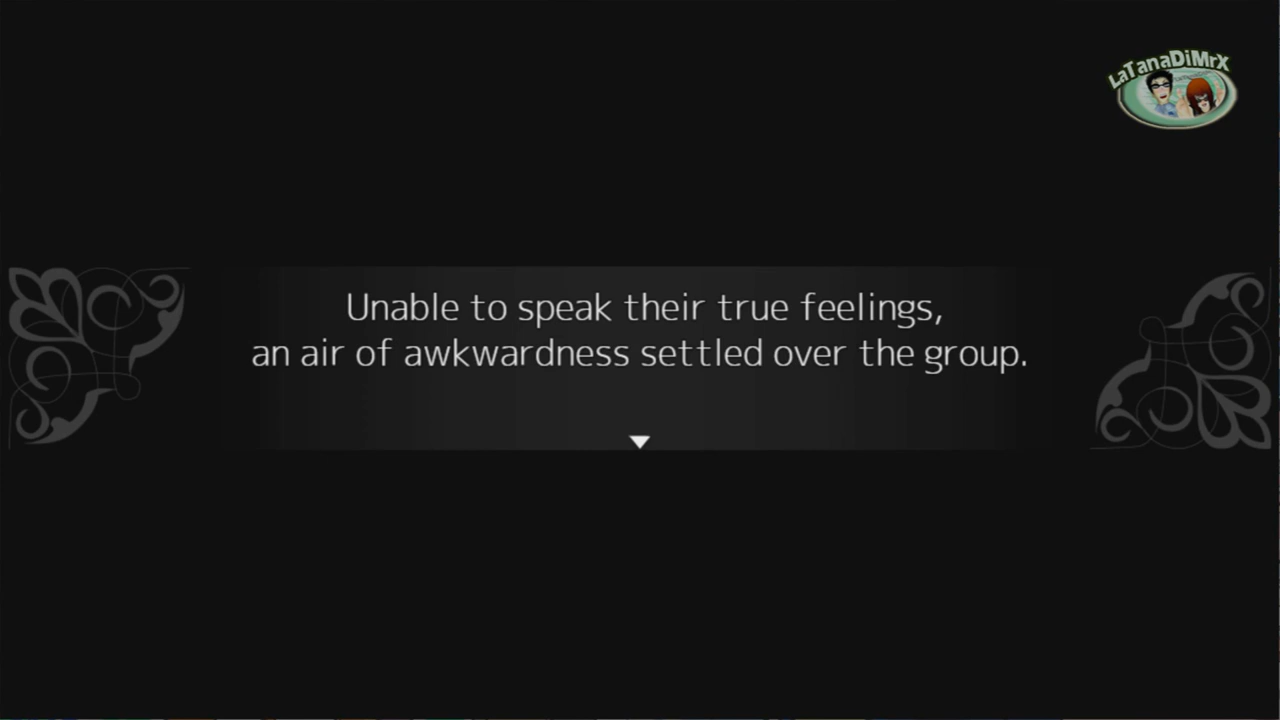 LaTanaDiMrX
Unable to speak their true feelings,
an air of awkwardness settled over the group.